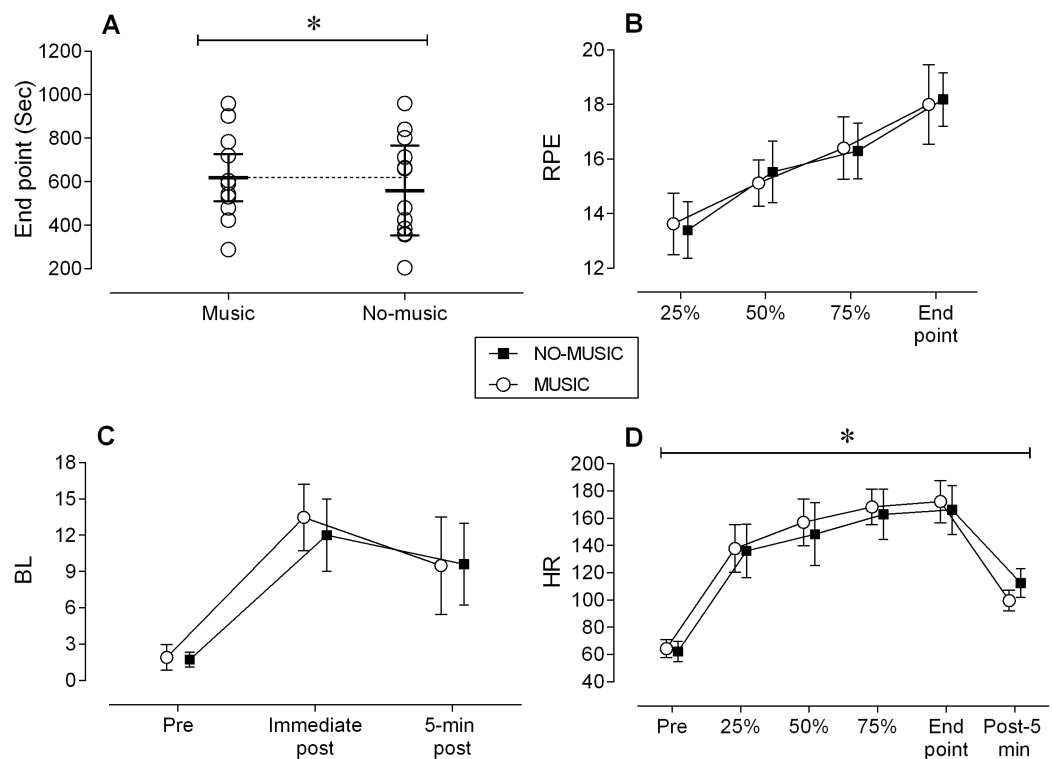 A
*
1200
1000
800
600
400
200
End point (Sec)
Music
No-music
B
20
18
16
14
12
RPE
25%
50%
75%
End
point
NO-MUSIC
MUSIC
C
18
15
12
9
6
3
0
BL
Pre
Immediate
post
5-min
post
D
*
200
180
160
140
120
100
80
60
40
HR
Pre
25%
50%
75%
End
point
Post-5
min